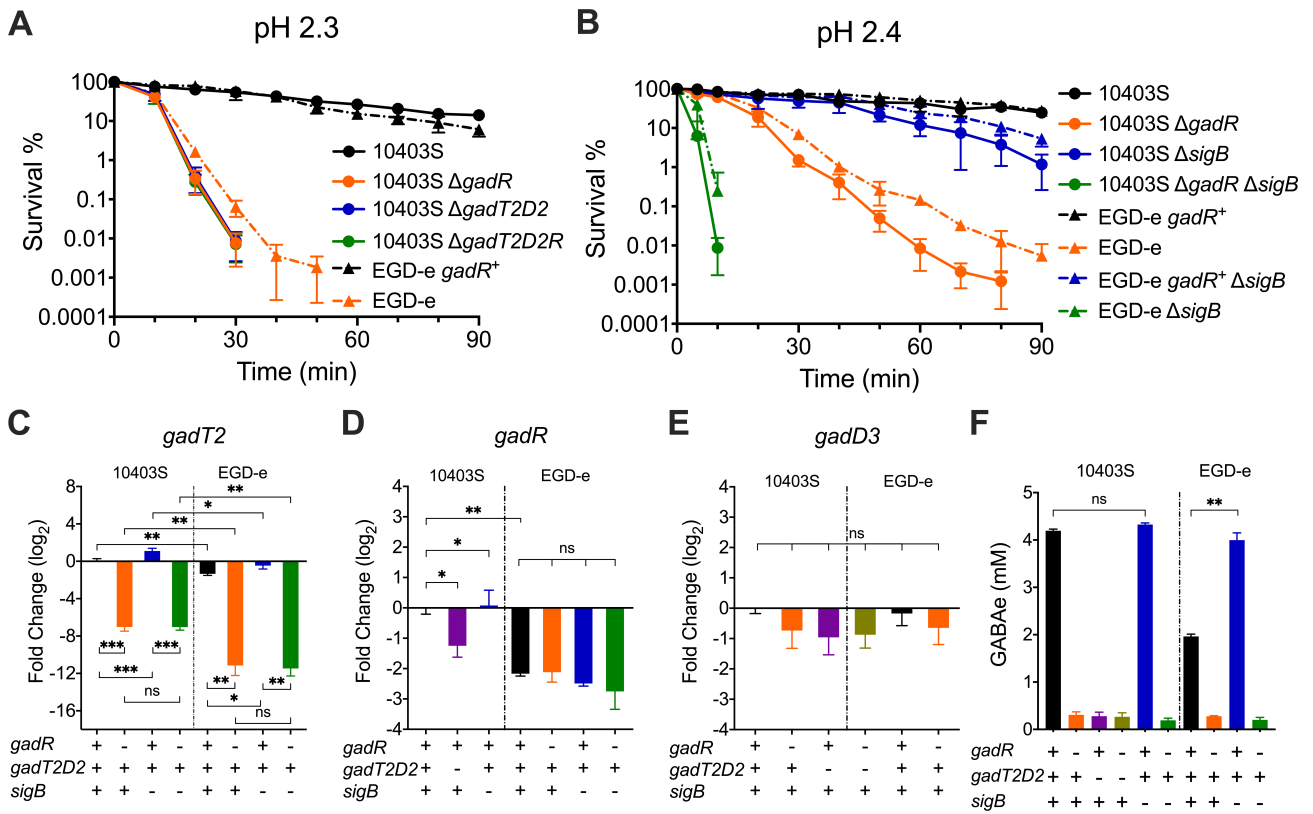 A
pH 2.3
Survival %
100
10
1
0.1
0.01
0.001
0.0001
0
30
60
90
Time (min)
10403S
10403S ΔgadR
10403S ΔgadT2D2
10403S ΔgadT2D2R
EGD-e gadR+
EGD-e
B
pH 2.4
Survival %
100
10
1
0.1
0.01
0.001
0.0001
0
30
60
90
Time (min)
10403S
10403S ΔgadR
10403S ΔsigB
10403S ΔgadR ΔsigB
EGD-e gadR+
EGD-e
EGD-e gadR+ ΔsigB
EGD-e ΔsigB
C
gadT2
10403S
EGD-e
Fold Change (log2)
8
4
0
-4
-8
-12
-16
**
*
**
**
***
***
***
ns
**
**
*
ns
gadR + - + - + - + -
gadT2D2 + + + + + + + +
sigB + + - - + + - -
D
gadR
10403S
EGD-e
Fold Change (log2)
4
3
2
1
0
-1
-2
-3
-4
**
*
*
ns
gadR + + + + - + -
gadT2D2 + - + + + + +
sigB + + - + + - -
E
gadD3
10403S
EGD-e
Fold Change (log2)
4
3
2
1
0
-1
-2
-3
-4
ns
gadR + - + - + -
gadT2D2 + + - - + +
sigB + + + + + +
F
10403S
EGD-e
GABAe (mM)
5
4
3
2
1
0
ns
**
gadR + - + - + - + - + -
gadT2D2 + + - - + + + + + +
sigB + + + + - - + + - -